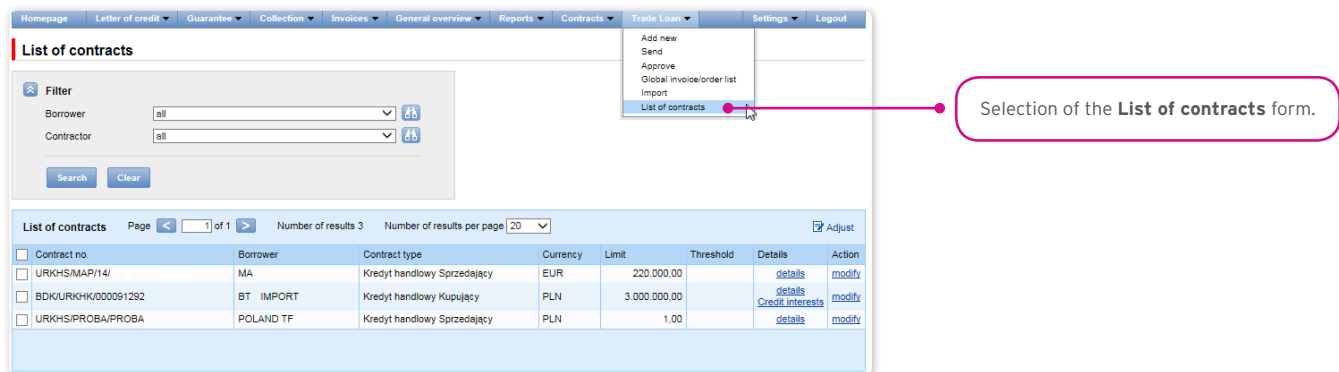 Homepage Letter of credit Guarantee Collection Invoices General overview Reports Contracts Trade Loan Settings Logout
Add new
Send
Approve
Global invoice/order list
Import
List of contracts
Selection of the List of contracts form.
List of contracts
Filter
Borrower all
Contractor all
Search Clear
List of contracts Page 1 of 1 Number of results 3 Number of results per page 20 Adjust
Contract no. Borrower Contract type Currency Limit Threshold Details Action
URKHS/MAP/14/ MA Kredyt handlowy Sprzedający EUR 220.000,00 details modify
BDK/URKHK/000091292 BT IMPORT Kredyt handlowy Kupujący PLN 3.000.000,00 details Credit interests modify
URKHS/PROBA/PROBA POLAND TF Kredyt handlowy Sprzedający PLN 1,00 details modify